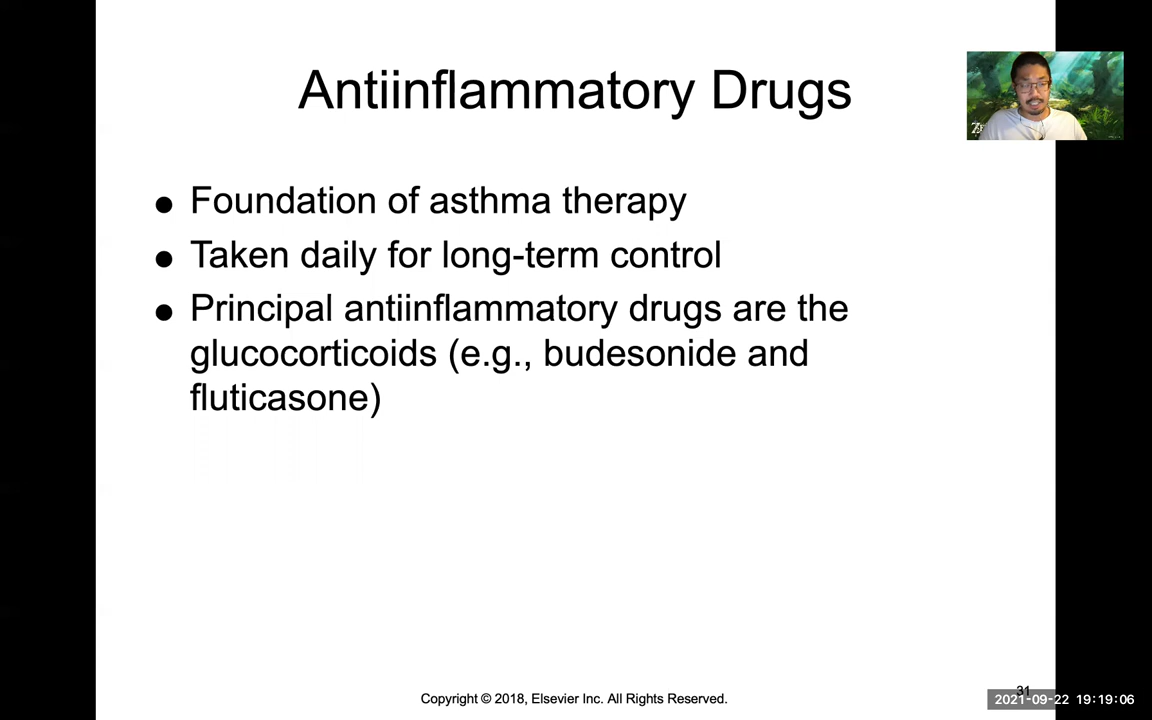 Antiinflammatory Drugs
● Foundation of asthma therapy
● Taken daily for long-term control
● Principal antiinflammatory drugs are the
glucocorticoids (e.g., budesonide and
fluticasone)
Copyright © 2018, Elsevier Inc. All Rights Reserved.
31
2021-09-22 19:19:06